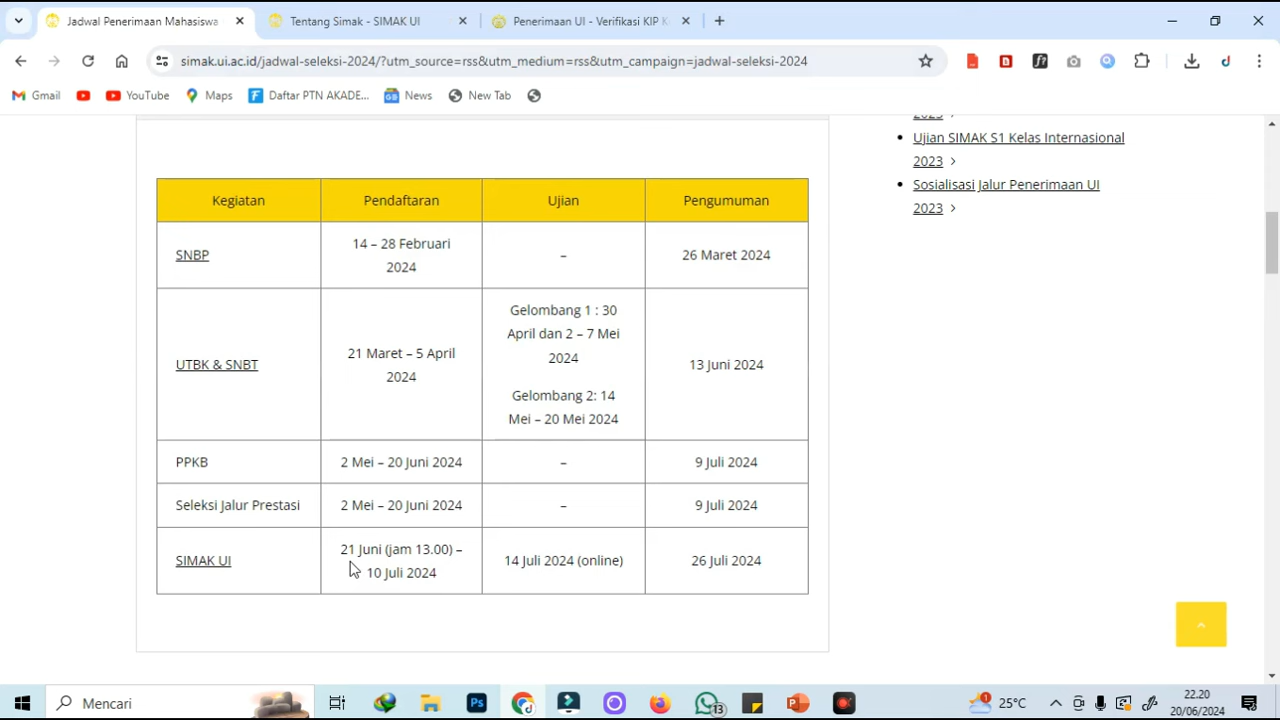 Jadwal Penerimaan Mahasiswa
Tentang Simak - SIMAK UI
Penerimaan UI - Verifikasi KIP K
simak.ui.ac.id/jadwal-seleksi-2024/?utm_source=rss&utm_medium=rss&utm_campaign=jadwal-seleksi-2024
Gmail
YouTube
Maps
Daftar PTN AKADE...
News
New Tab
2023
Ujian SIMAK S1 Kelas Internasional
2023
Sosialisasi Jalur Penerimaan UI
2023
Kegiatan
Pendaftaran
Ujian
Pengumuman
SNBP
14 – 28 Februari
2024
–
26 Maret 2024
UTBK & SNBT
21 Maret – 5 April
2024
Gelombang 1 : 30
April dan 2 – 7 Mei
2024
Gelombang 2: 14
Mei – 20 Mei 2024
13 Juni 2024
PPKB
2 Mei – 20 Juni 2024
–
9 Juli 2024
Seleksi Jalur Prestasi
2 Mei – 20 Juni 2024
–
9 Juli 2024
SIMAK UI
21 Juni (jam 13.00) –
10 Juli 2024
14 Juli 2024 (online)
26 Juli 2024
Mencari
Ps
13
1
25°C
22.20
20/06/2024